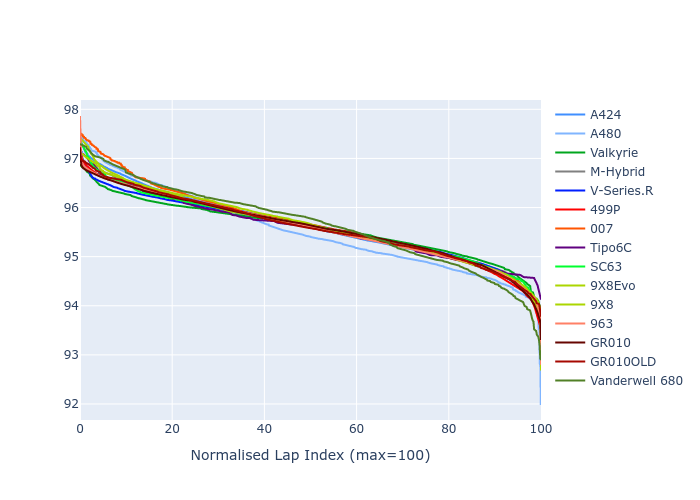 98
97
96
95
94
93
92
0 20 40 60 80 100
Normalised Lap Index (max=100)
A424
A480
Valkyrie
M-Hybrid
V-Series.R
499P
007
Tipo6C
SC63
9X8Evo
9X8
963
GR010
GR010OLD
Vanderwell 680